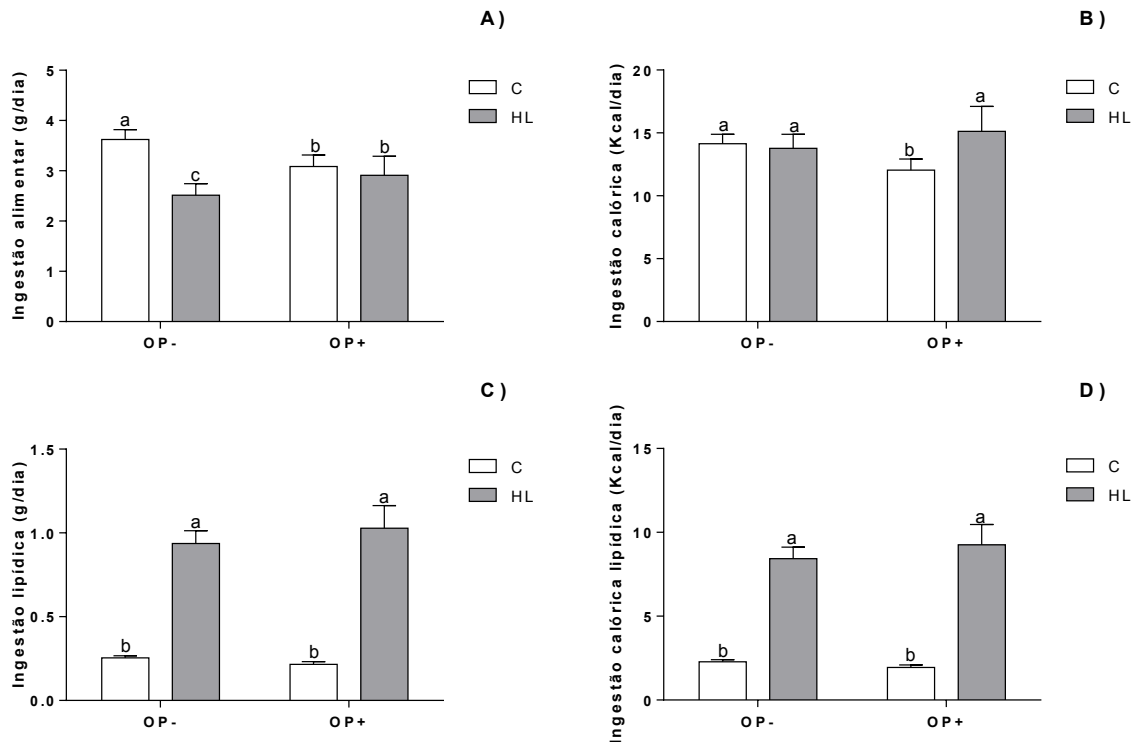 A)
Ingestão alimentar (g/dia)
5
4
3
2
1
0
a
c
b
b
OP-
OP+
C
HL
B)
Ingestão calórica (Kcal/dia)
20
15
10
5
0
a
a
b
a
OP-
OP+
C
HL
C)
Ingestão lipídica (g/dia)
1.5
1.0
0.5
0.0
b
a
b
a
OP-
OP+
C
HL
D)
Ingestão calórica lipídica (Kcal/dia)
15
10
5
0
b
a
b
a
OP-
OP+
C
HL